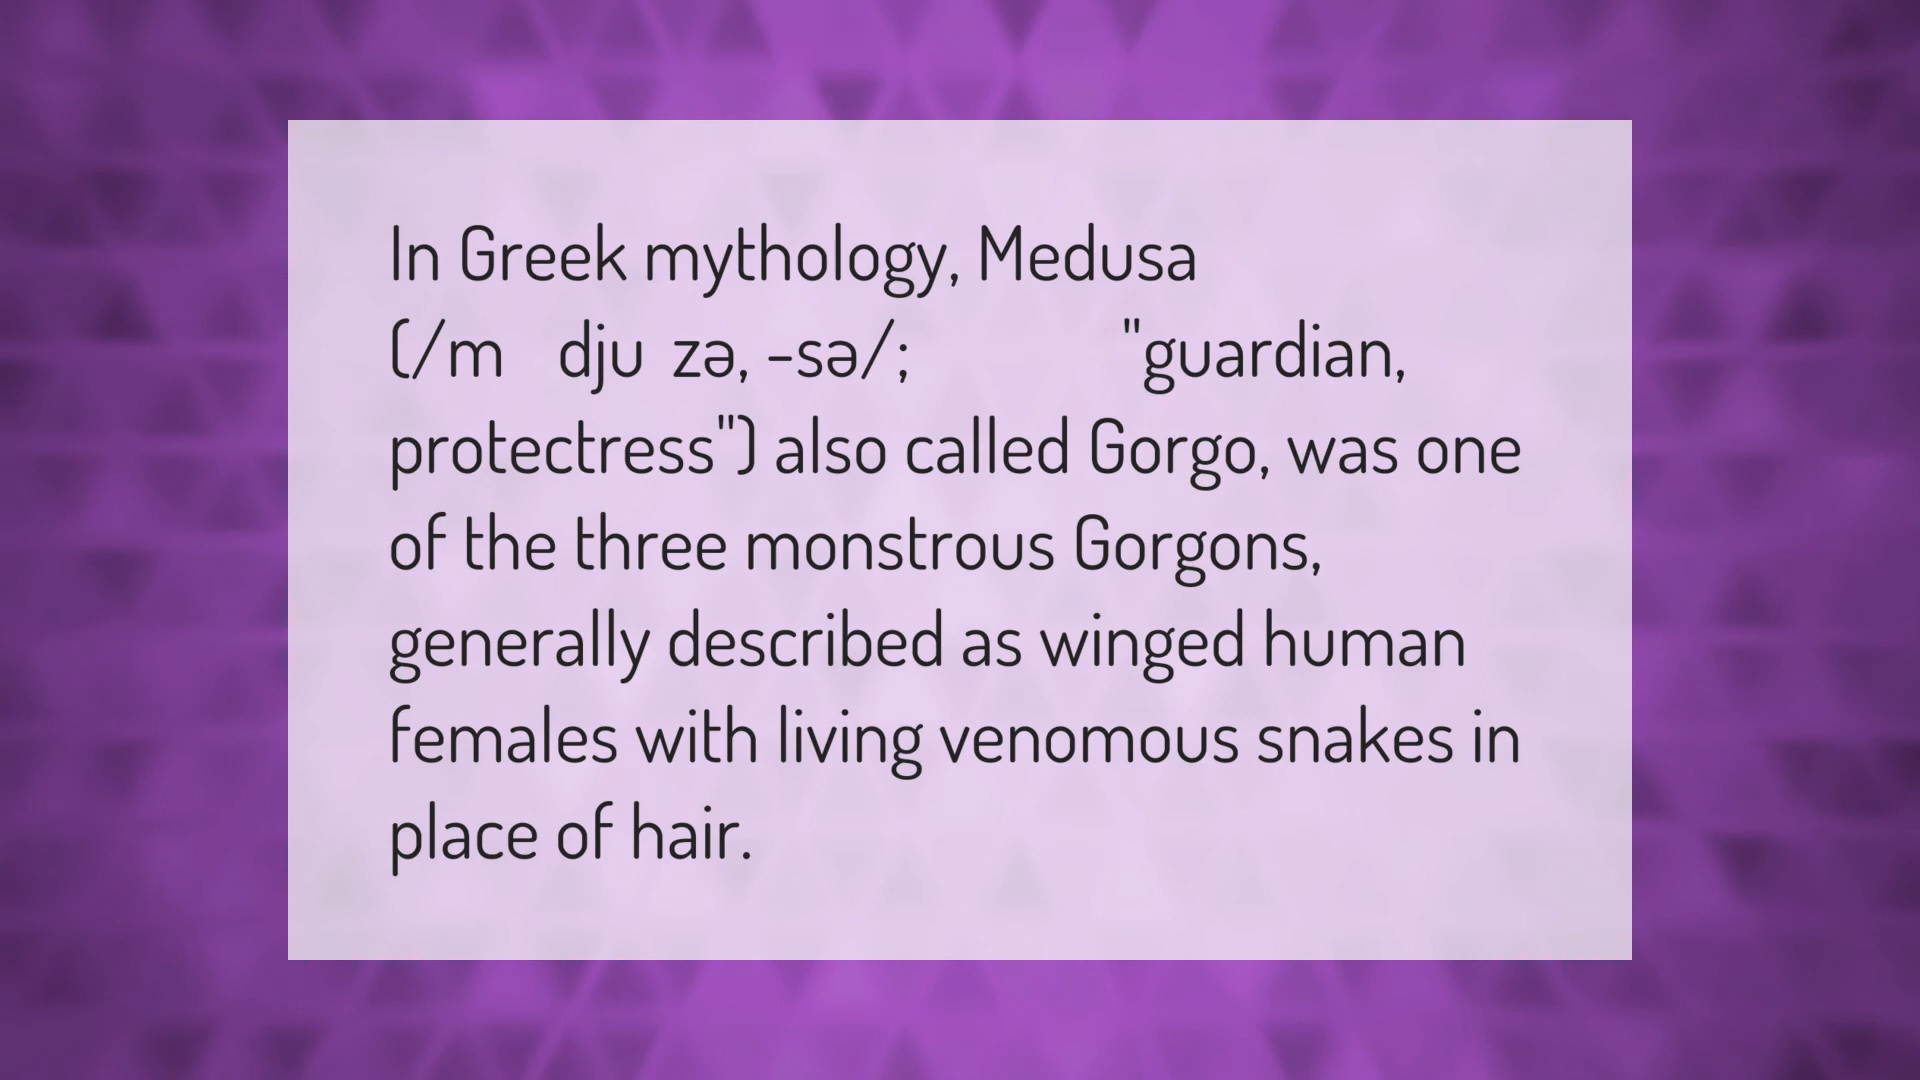 In Greek mythology, Medusa
(/m dju zə, -sə/; "guardian,
protectress") also called Gorgo, was one
of the three monstrous Gorgons,
generally described as winged human
females with living venomous snakes in
place of hair.